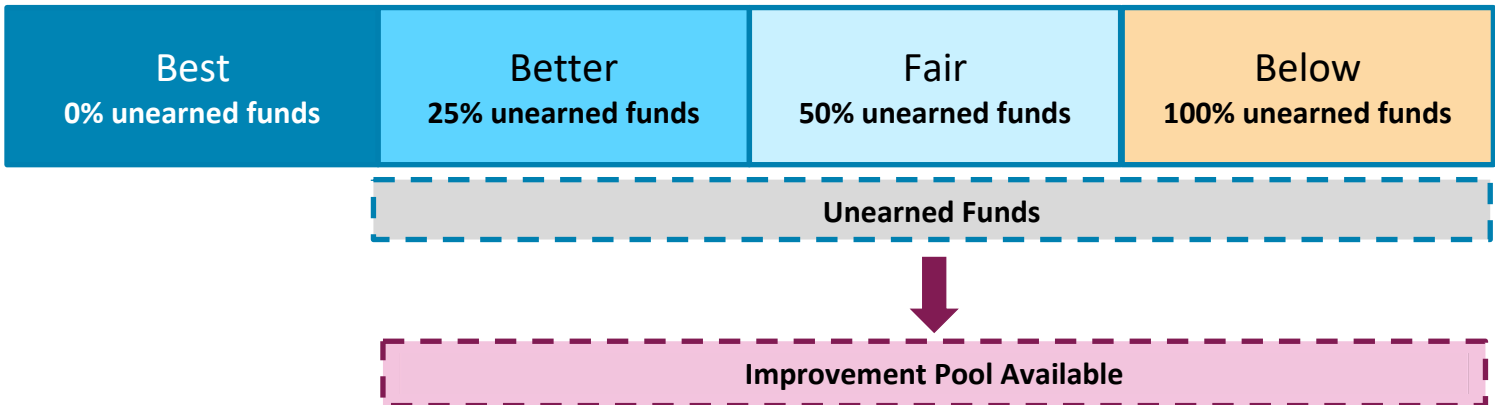 Best
0% unearned funds
Better
25% unearned funds
Fair
50% unearned funds
Below
100% unearned funds
Unearned Funds
Improvement Pool Available